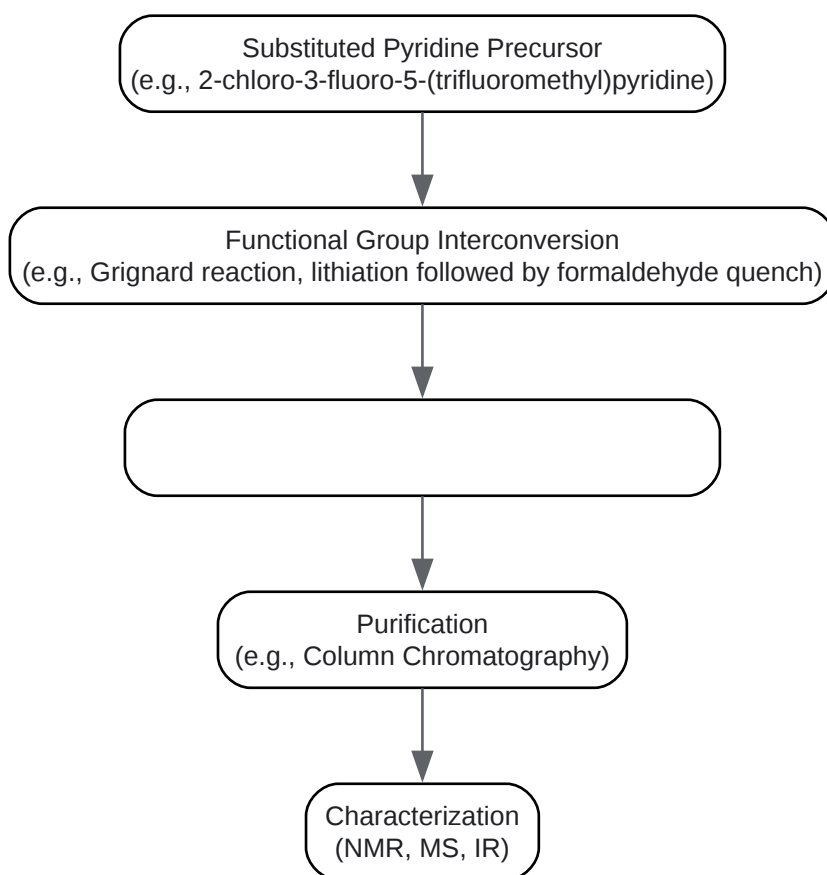 Substituted Pyridine Precursor
(e.g., 2-chloro-3-fluoro-5-(trifluoromethyl)pyridine)
Functional Group Interconversion
(e.g., Grignard reaction, lithiation followed by formaldehyde quench)
Purification
(e.g., Column Chromatography)
Characterization
(NMR, MS, IR)